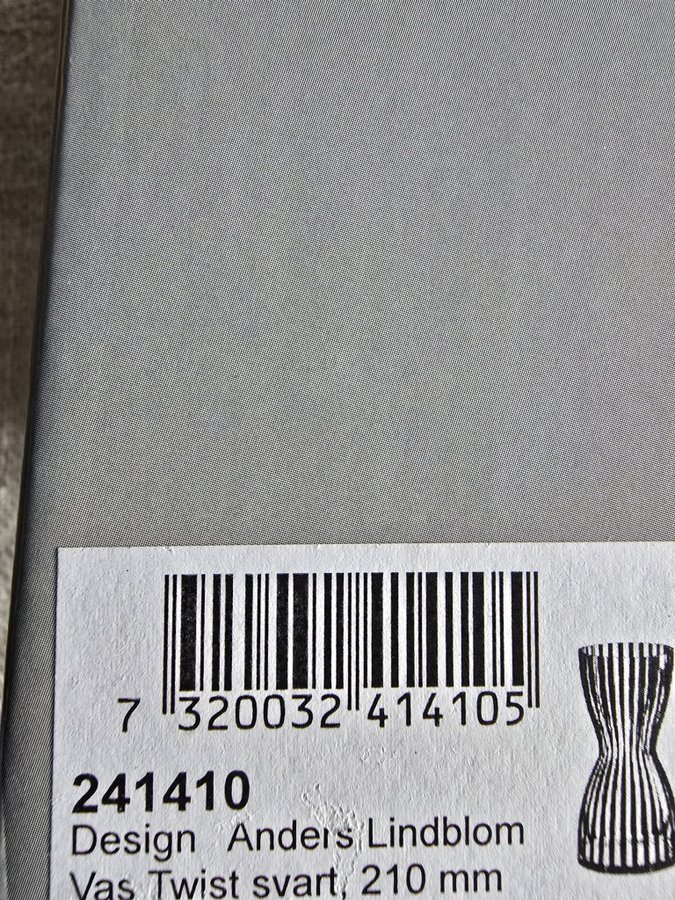 7 320032 414105
241410
Design Anders Lindblom
Vas Twist svart, 210 mm